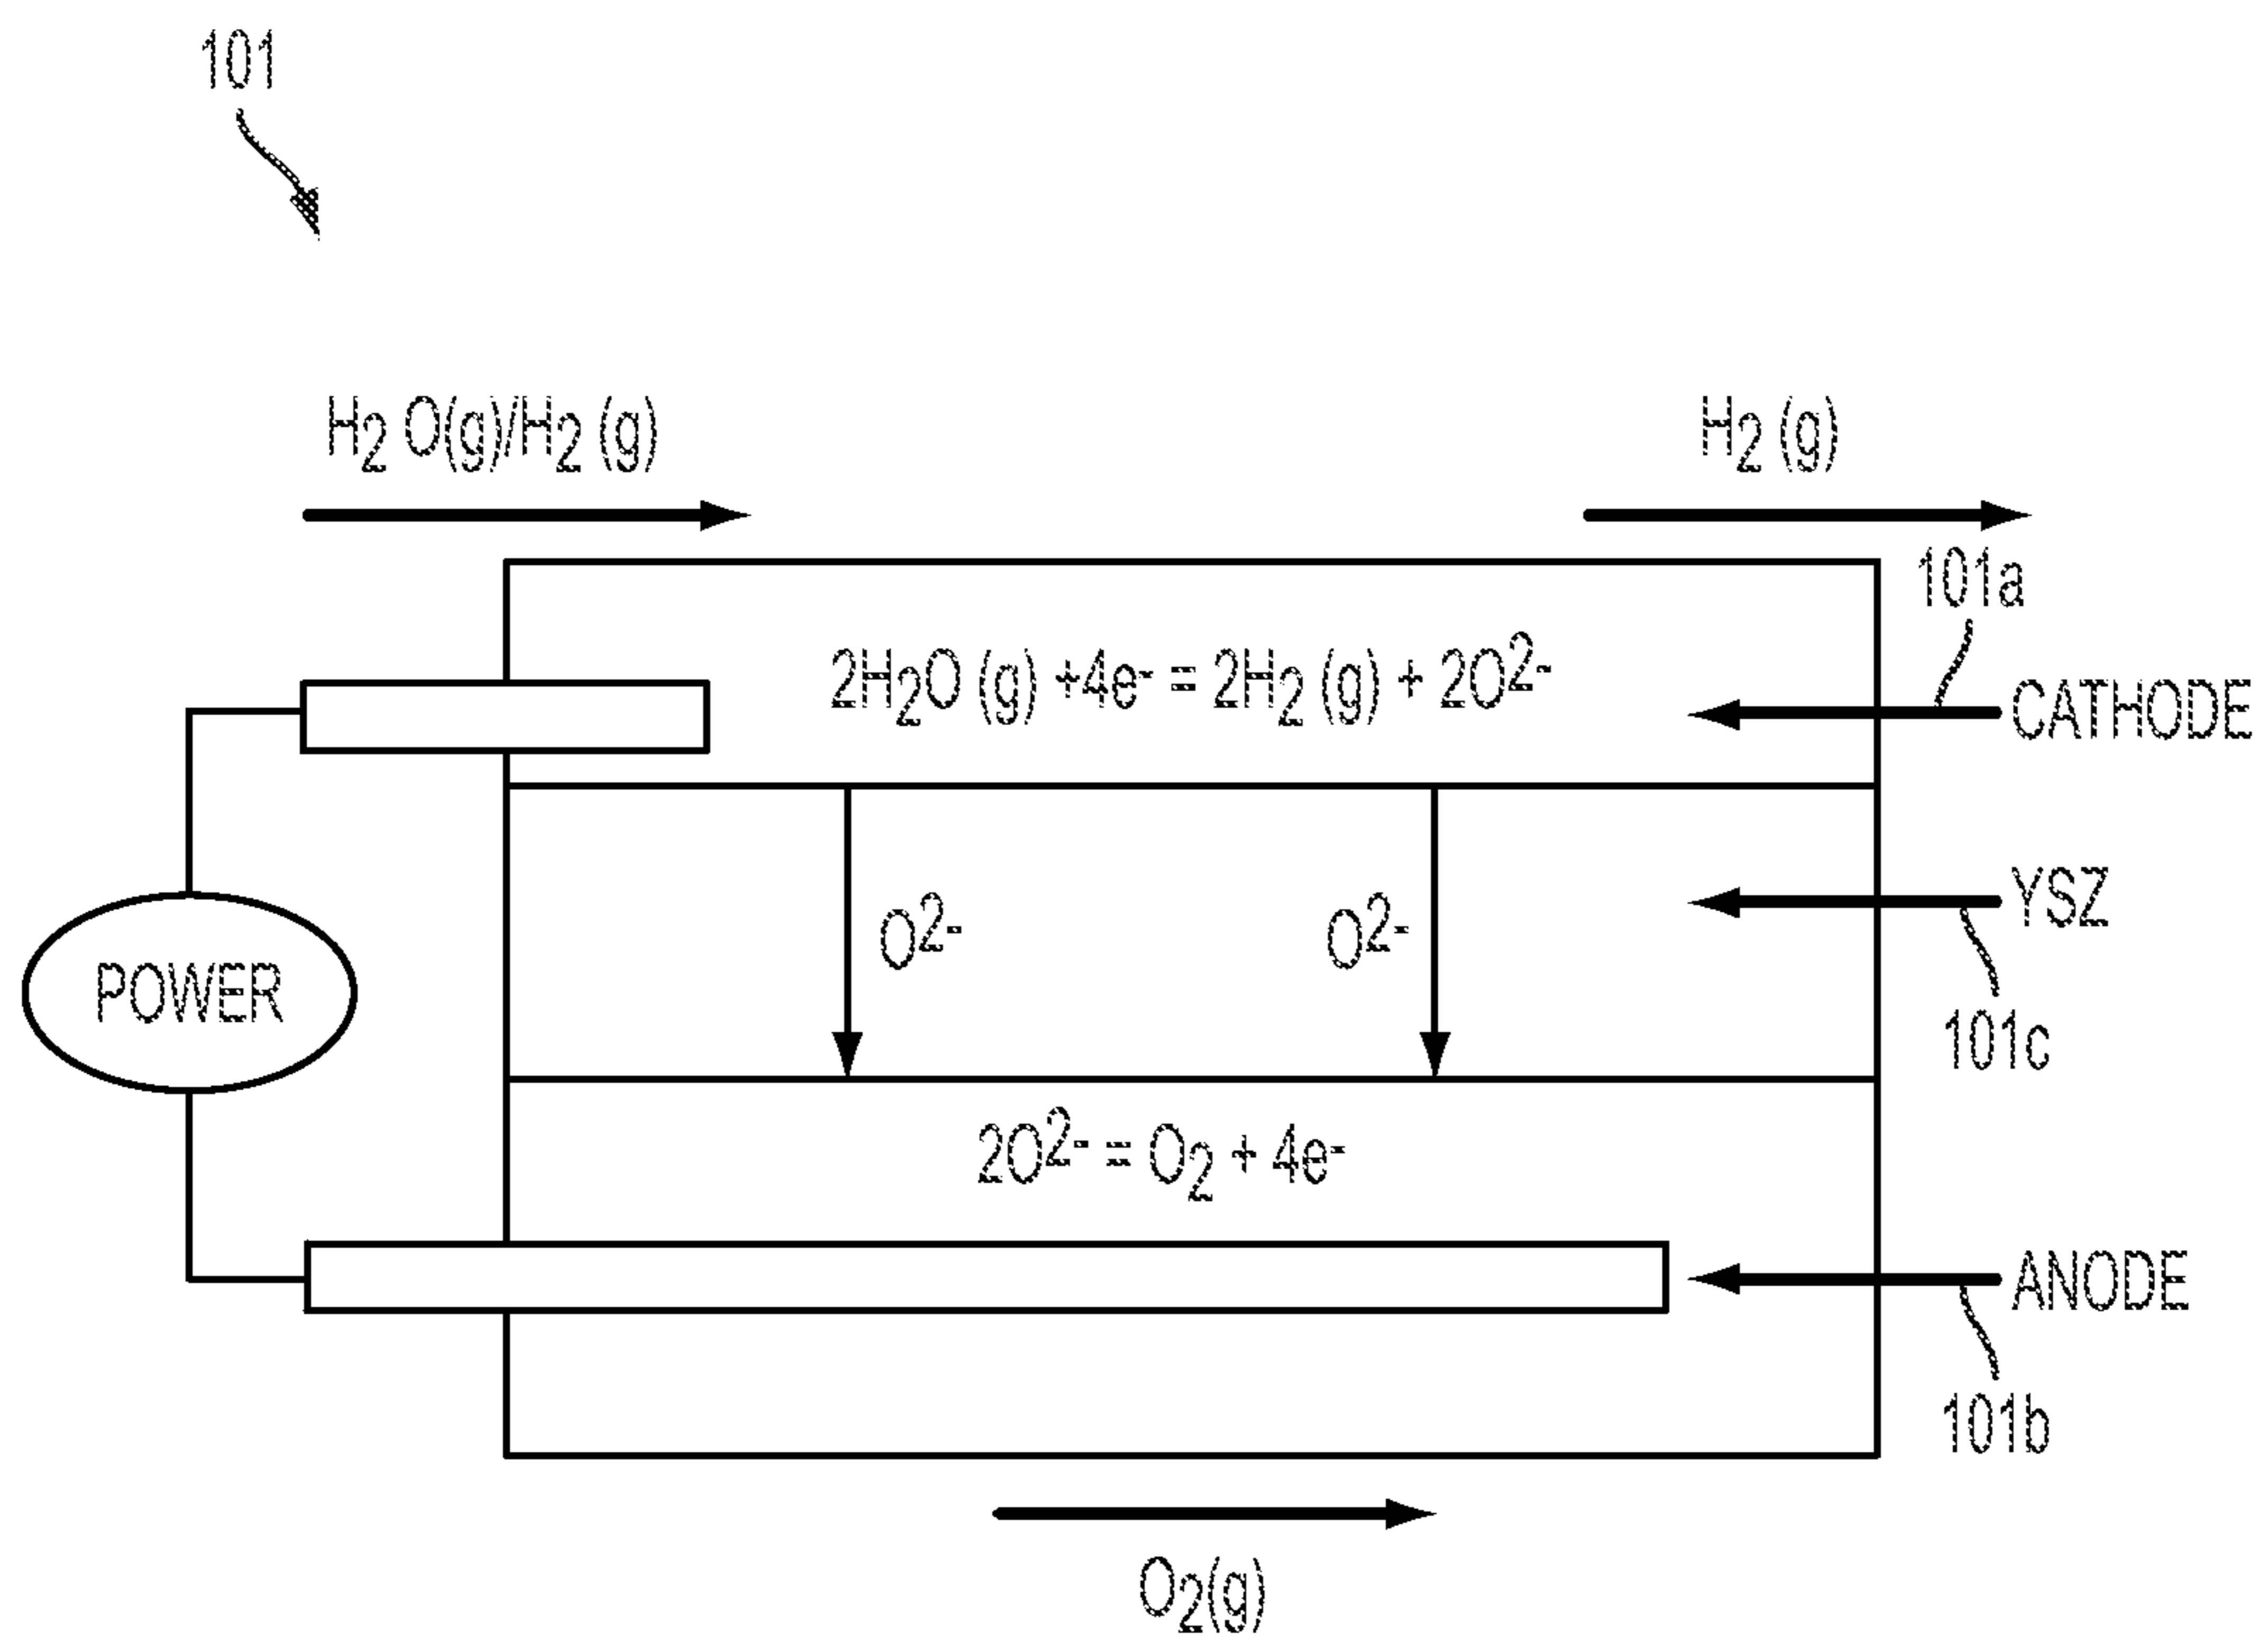 101
H₂ O(g)/H₂ (g)
H₂ (g)
101a
2H₂O (g) +4e⁻ = 2H₂ (g) + 2O²⁻
CATHODE
O²⁻
O²⁻
YSZ
POWER
101c
2O²⁻ = O₂ + 4e⁻
ANODE
101b
O₂(g)